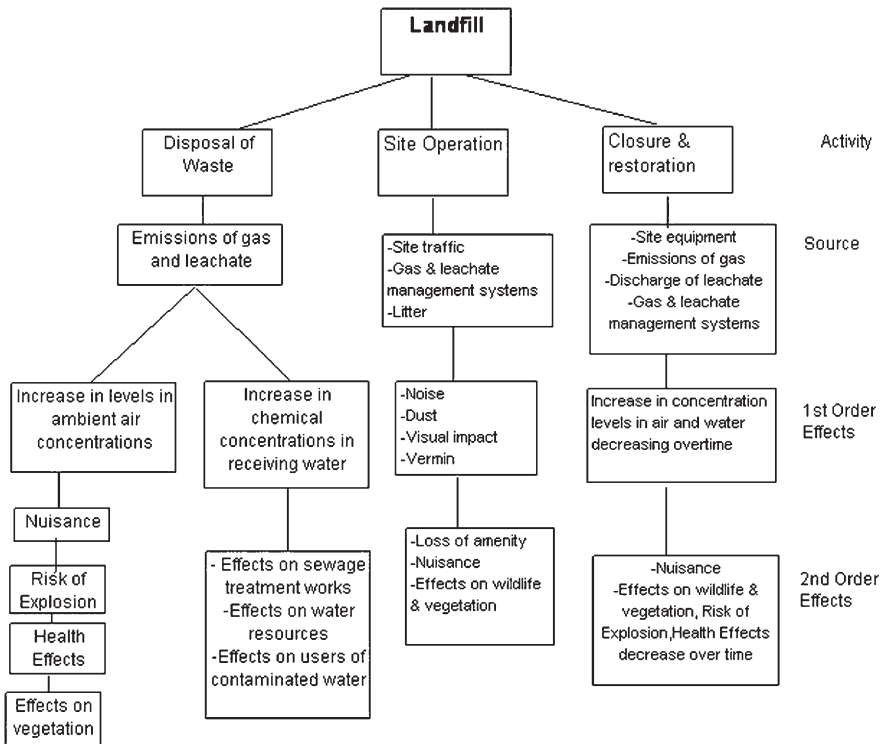 Landfill
Disposal of
Waste
Site Operation
Closure &
restoration
Activity
Emissions of gas
and leachate
-Site traffic
-Gas & leachate
management systems
-Litter
-Site equipment
-Emissions of gas
-Discharge of leachate
-Gas & leachate
management systems
Source
Increase in levels in
ambient air
concentrations
Increase in
chemical
concentrations in
receiving water
-Noise
-Dust
-Visual impact
-Vermin
Increase in concentration
levels in air and water
decreasing overtime
1st Order
Effects
Nuisance
Risk of
Explosion
Health
Effects
Effects on
vegetation
- Effects on sewage
treatment works
-Effects on water
resources
-Effects on users of
contaminated water
-Loss of amenity
-Nuisance
-Effects on wildlife
& vegetation
-Nuisance
-Effects on wildlife &
vegetation, Risk of
Explosion,Health Effects
decrease over time
2nd Order
Effects